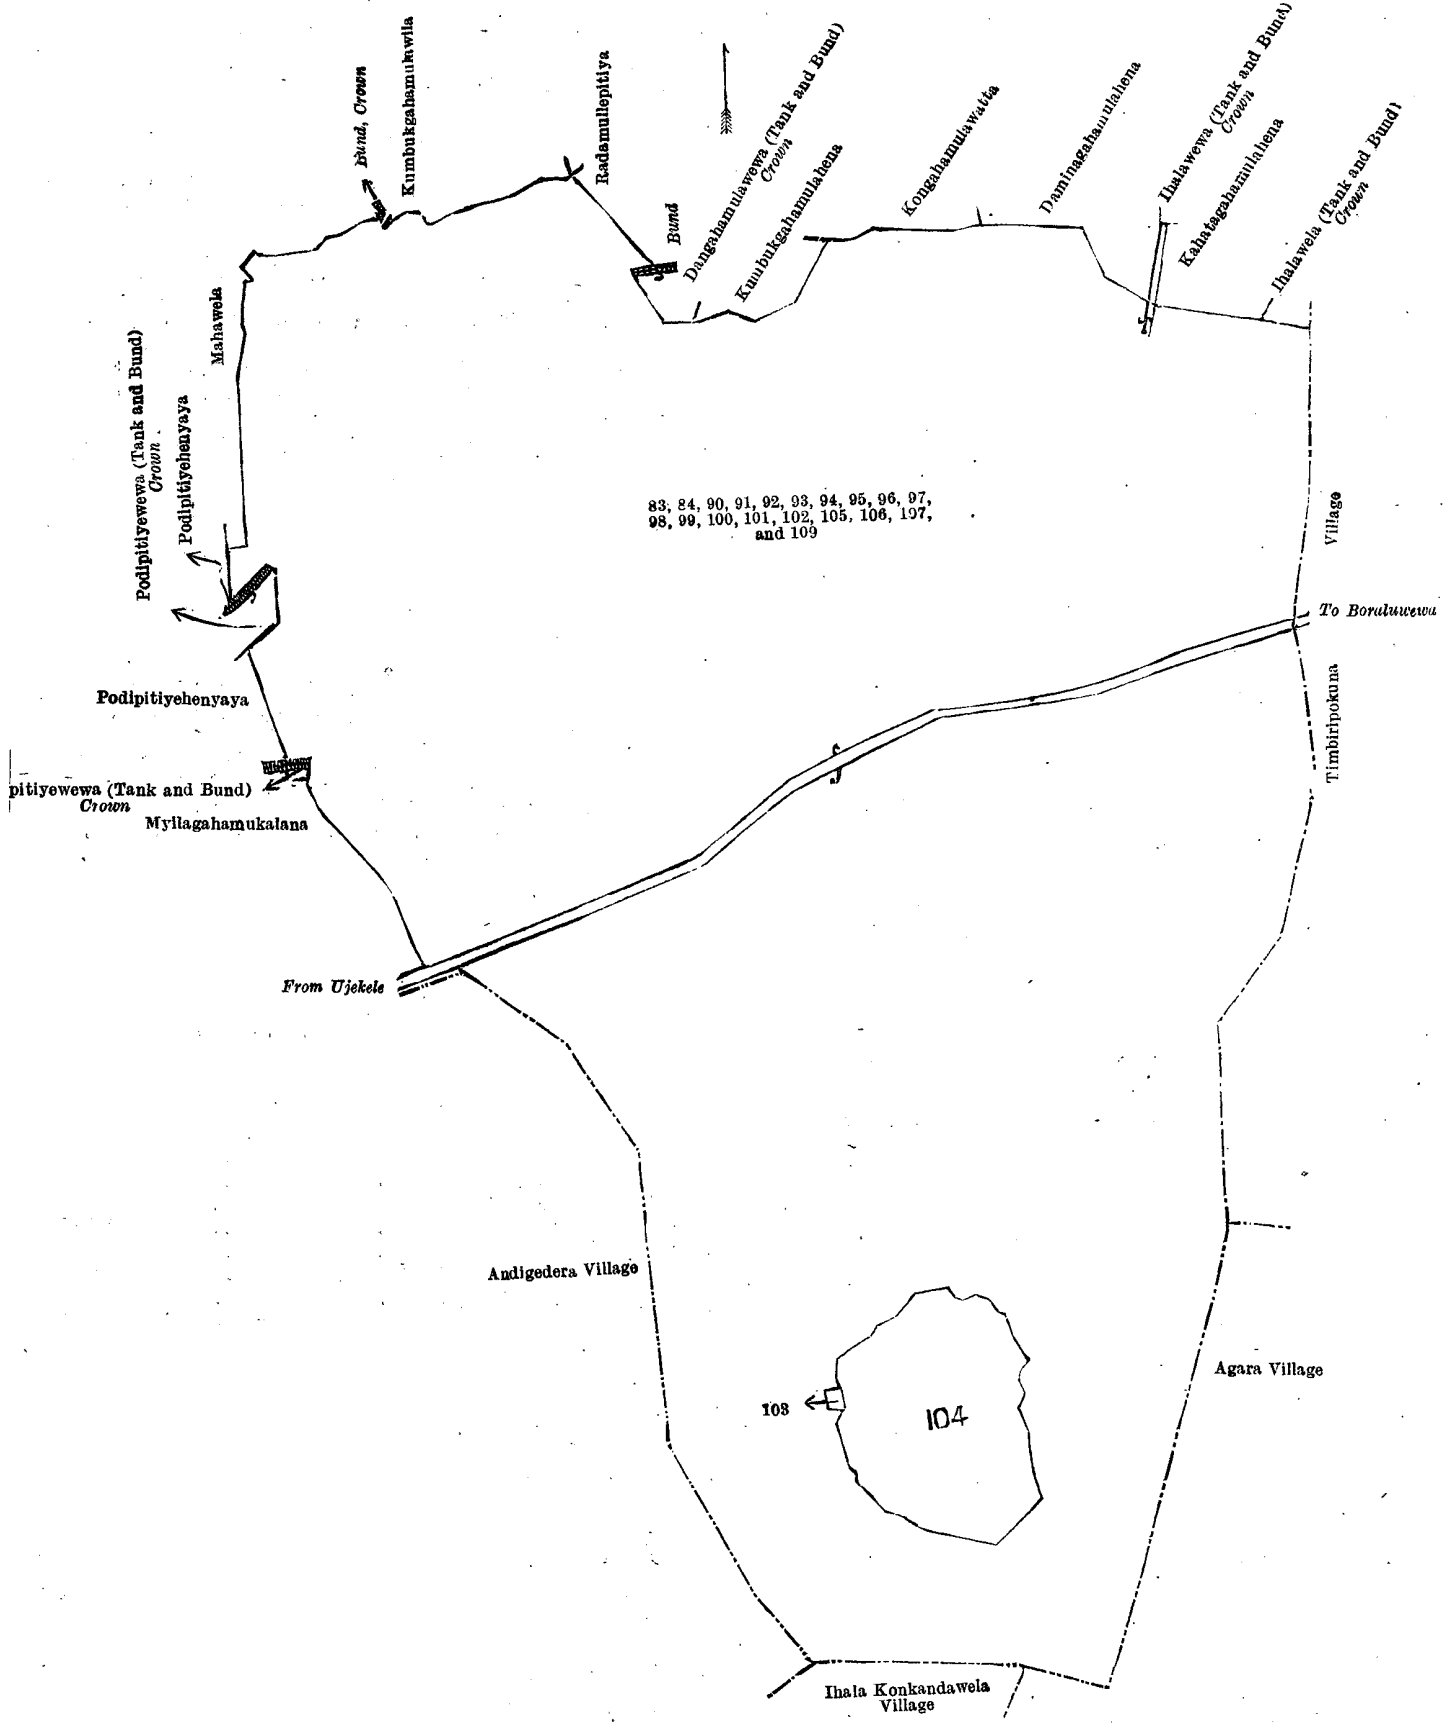 Bund, Crown
Kumbukgahamulawila
Radamullepitiya
Bund
Dangahamulawewa (Tank and Bund)
Crown
Kumbukgahamulahena
Kongahamulawatta
Daminagahamulahena
Ihalawewa (Tank and Bund)
Crown
Kahatagahamulahena
Ihalawela (Tank and Bund)
Crown
Mahawela
Podipitiyewewa (Tank and Bund)
Crown
Podipitiyehenyaya
83, 84, 90, 91, 92, 93, 94, 95, 96, 97,
98, 99, 100, 101, 102, 105, 106, 197,
and 109
Village
To Boraluwewa
Timbiripokuna
Podipitiyehenyaya
pitiyewewa (Tank and Bund)
Crown
Myilagahamukalana
From Ujekele
Andigedera Village
Agara Village
103
104
Ihala Konkandawela
Village